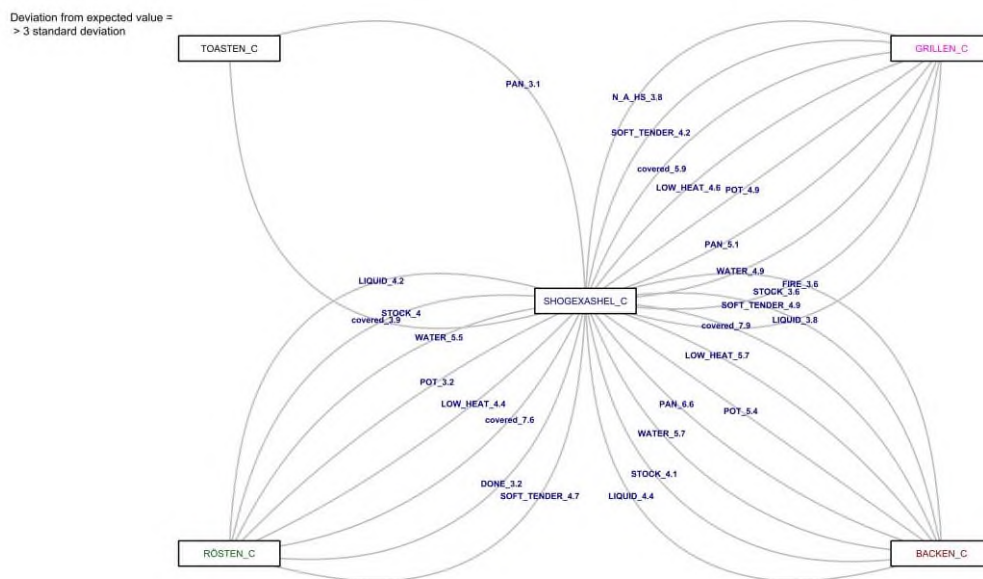 Deviation from expected value =
> 3 standard deviation
TOASTEN_C
GRILLEN_C
PAN_3.1
N_A_HS_3.8
SOFT_TENDER_4.2
covered_5.9
LOW_HEAT_4.6
POT_4.9
PAN_5.1
WATER_4.9
LIQUID_4.2
FIRE_3.6
STOCK_3.6
SHOGEXASHEL_C
SOFT_TENDER_4.9
STOCK_4
covered_3.9
LIQUID_3.8
covered_7.9
WATER_5.5
LOW_HEAT_5.7
POT_3.2
LOW_HEAT_4.4
PAN_6.6
POT_5.4
covered_7.6
WATER_5.7
STOCK_4.1
DONE_3.2
SOFT_TENDER_4.7
LIQUID_4.4
RÖSTEN_C
BACKEN_C